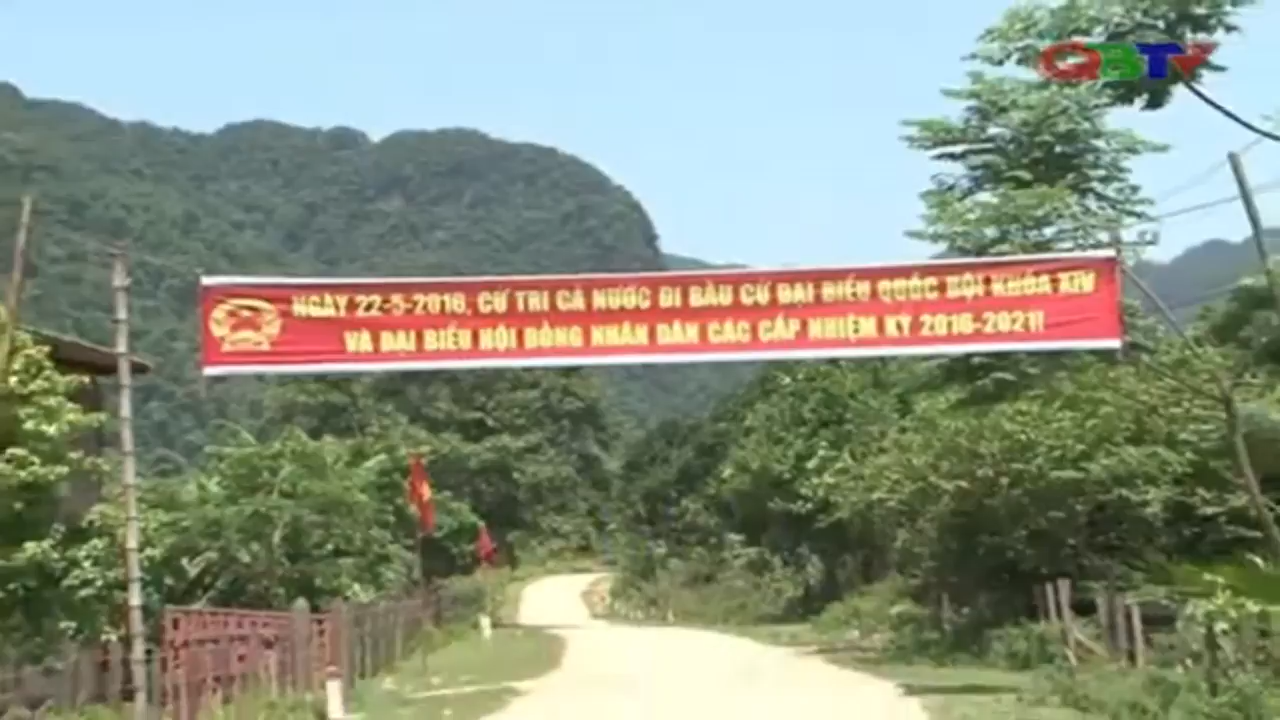 QBTV
NGÀY 22-5-2016, CỬ TRI CẢ NƯỚC ĐI BẦU CỬ ĐẠI BIỂU QUỐC HỘI KHÓA XIV
VÀ ĐẠI BIỂU HỘI ĐỒNG NHÂN DÂN CÁC CẤP NHIỆM KỲ 2016-2021!